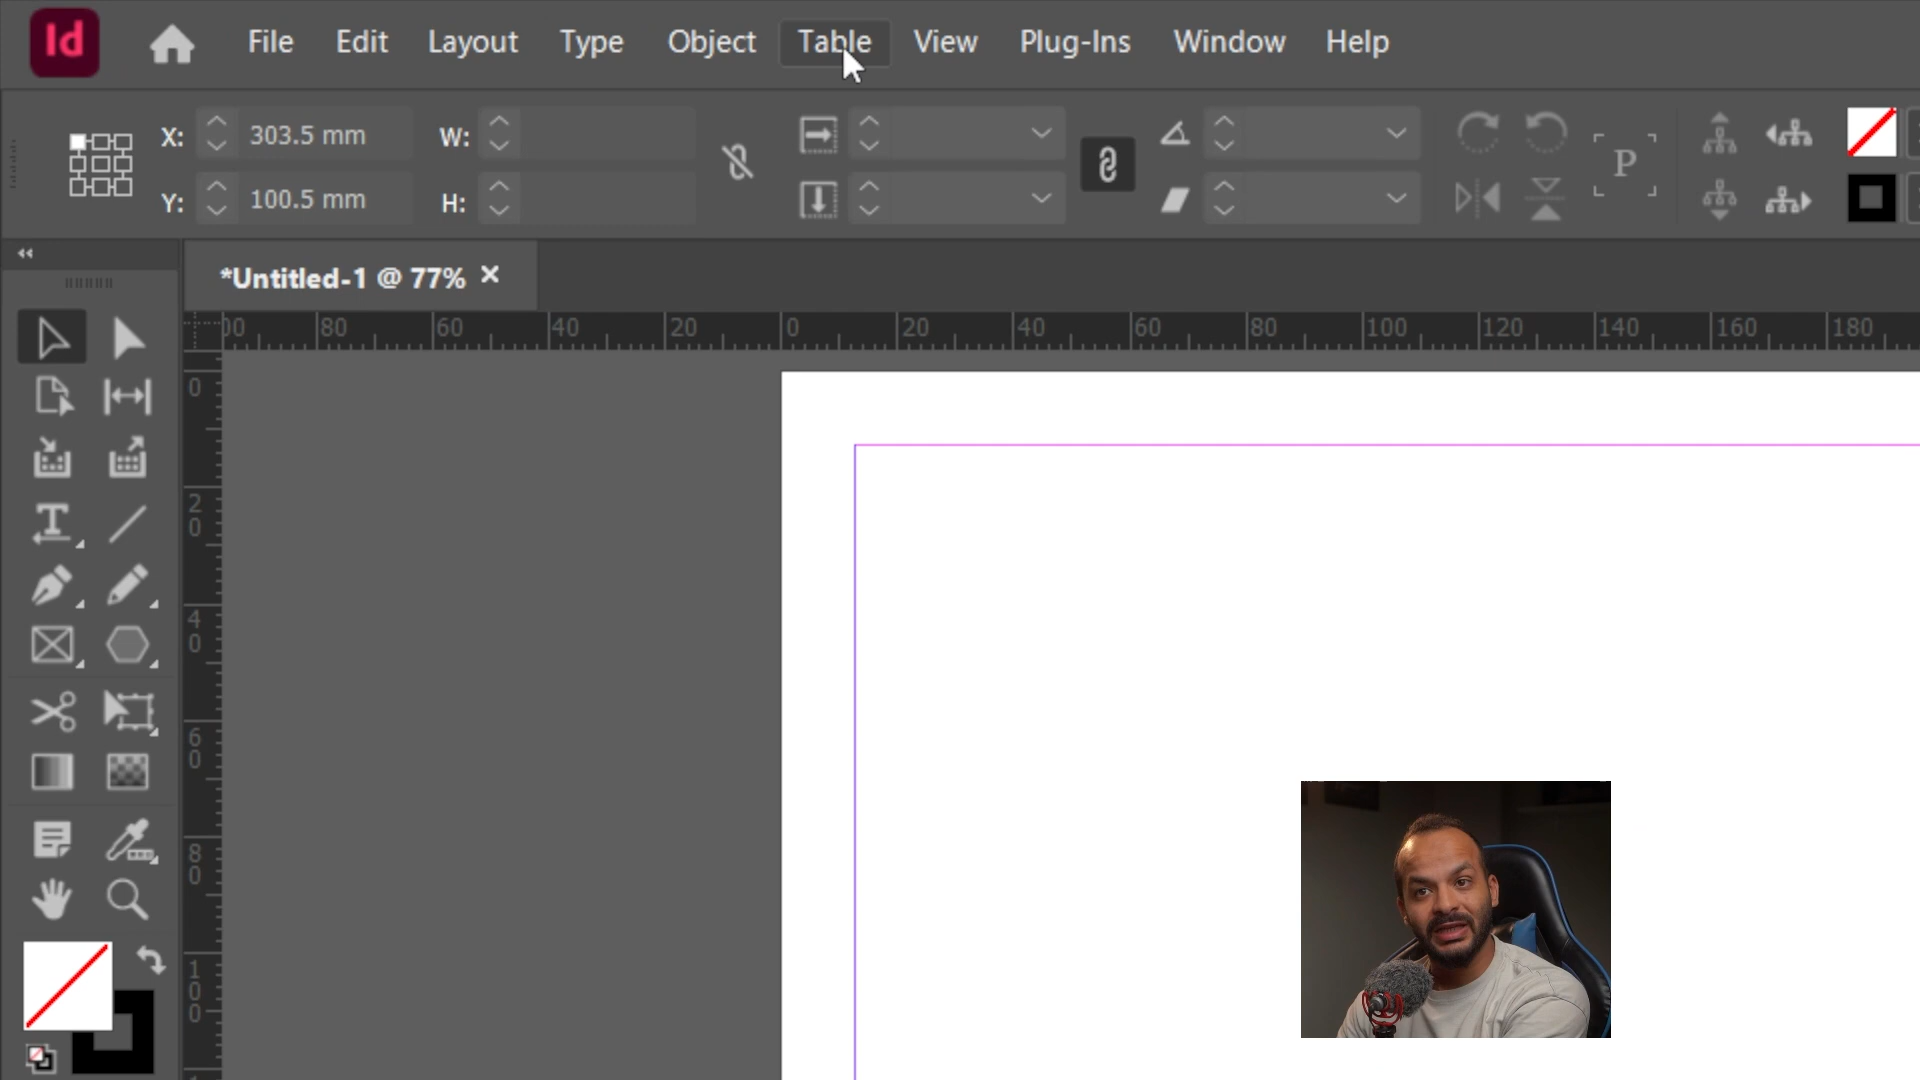 Id File Edit Layout Type Object Table View Plug-Ins Window Help
X: 303.5 mm W:
Y: 100.5 mm H:
P
*Untitled-1 @ 77% ×
00 80 60 40 20 0 20 40 60 80 100 120 140 160 180
0
20
40
60
80
100